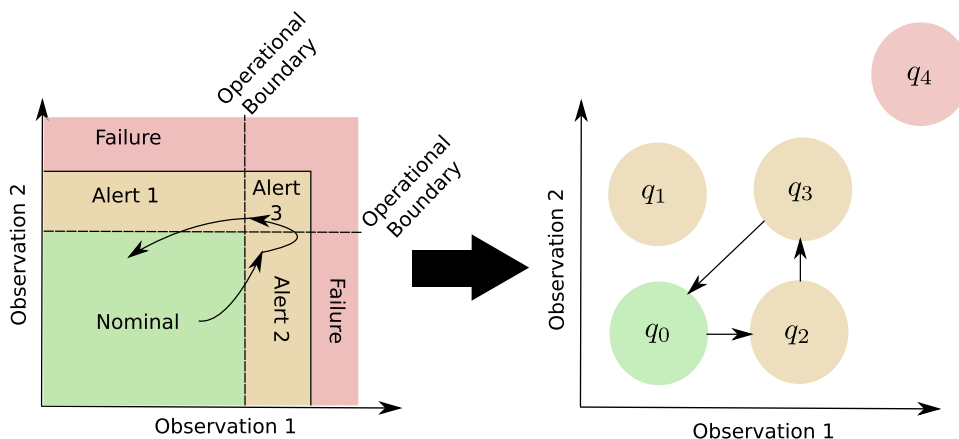 Operational
Boundary
Failure
Alert 1
Alert
3
Operational
Boundary
Observation 2
Nominal
Alert 2
Failure
Observation 1
q4
q1
q3
Observation 2
q0
q2
Observation 1